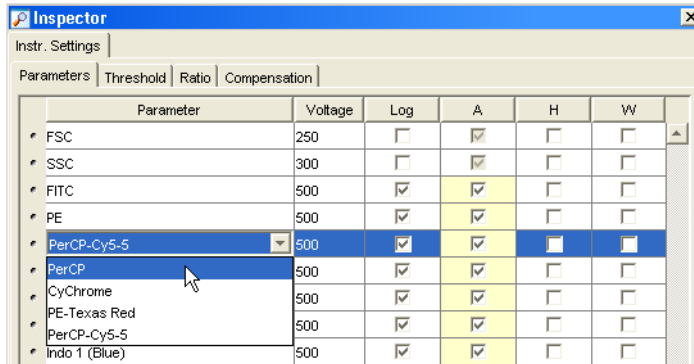 Inspector
Instr. Settings
Parameters Threshold Ratio Compensation
Parameter Voltage Log A H W
FSC 250
SSC 300
FITC 500
PE 500
PerCP-Cy5-5 500
PerCP 500
CyChrome 500
PE-Texas Red
PerCP-Cy5-5 500
Indo 1 (Blue) 500